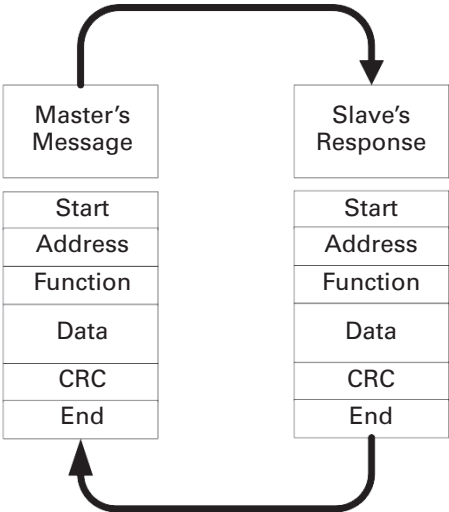 Master's
Message
Start
Address
Function
Data
CRC
End
Slave's
Response
Start
Address
Function
Data
CRC
End